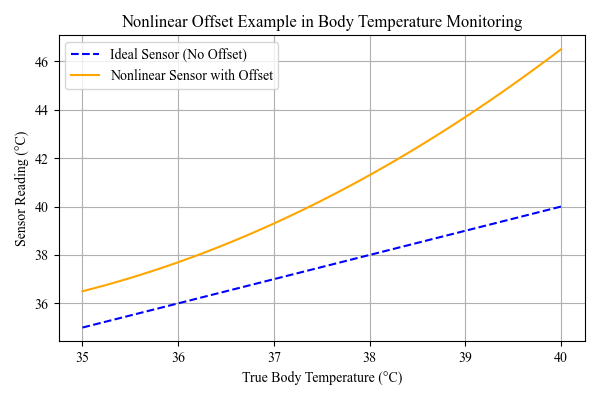 Nonlinear Offset Example in Body Temperature Monitoring
Ideal Sensor (No Offset)
Nonlinear Sensor with Offset
Sensor Reading (°C)
46
44
42
40
38
36
35 36 37 38 39 40
True Body Temperature (°C)